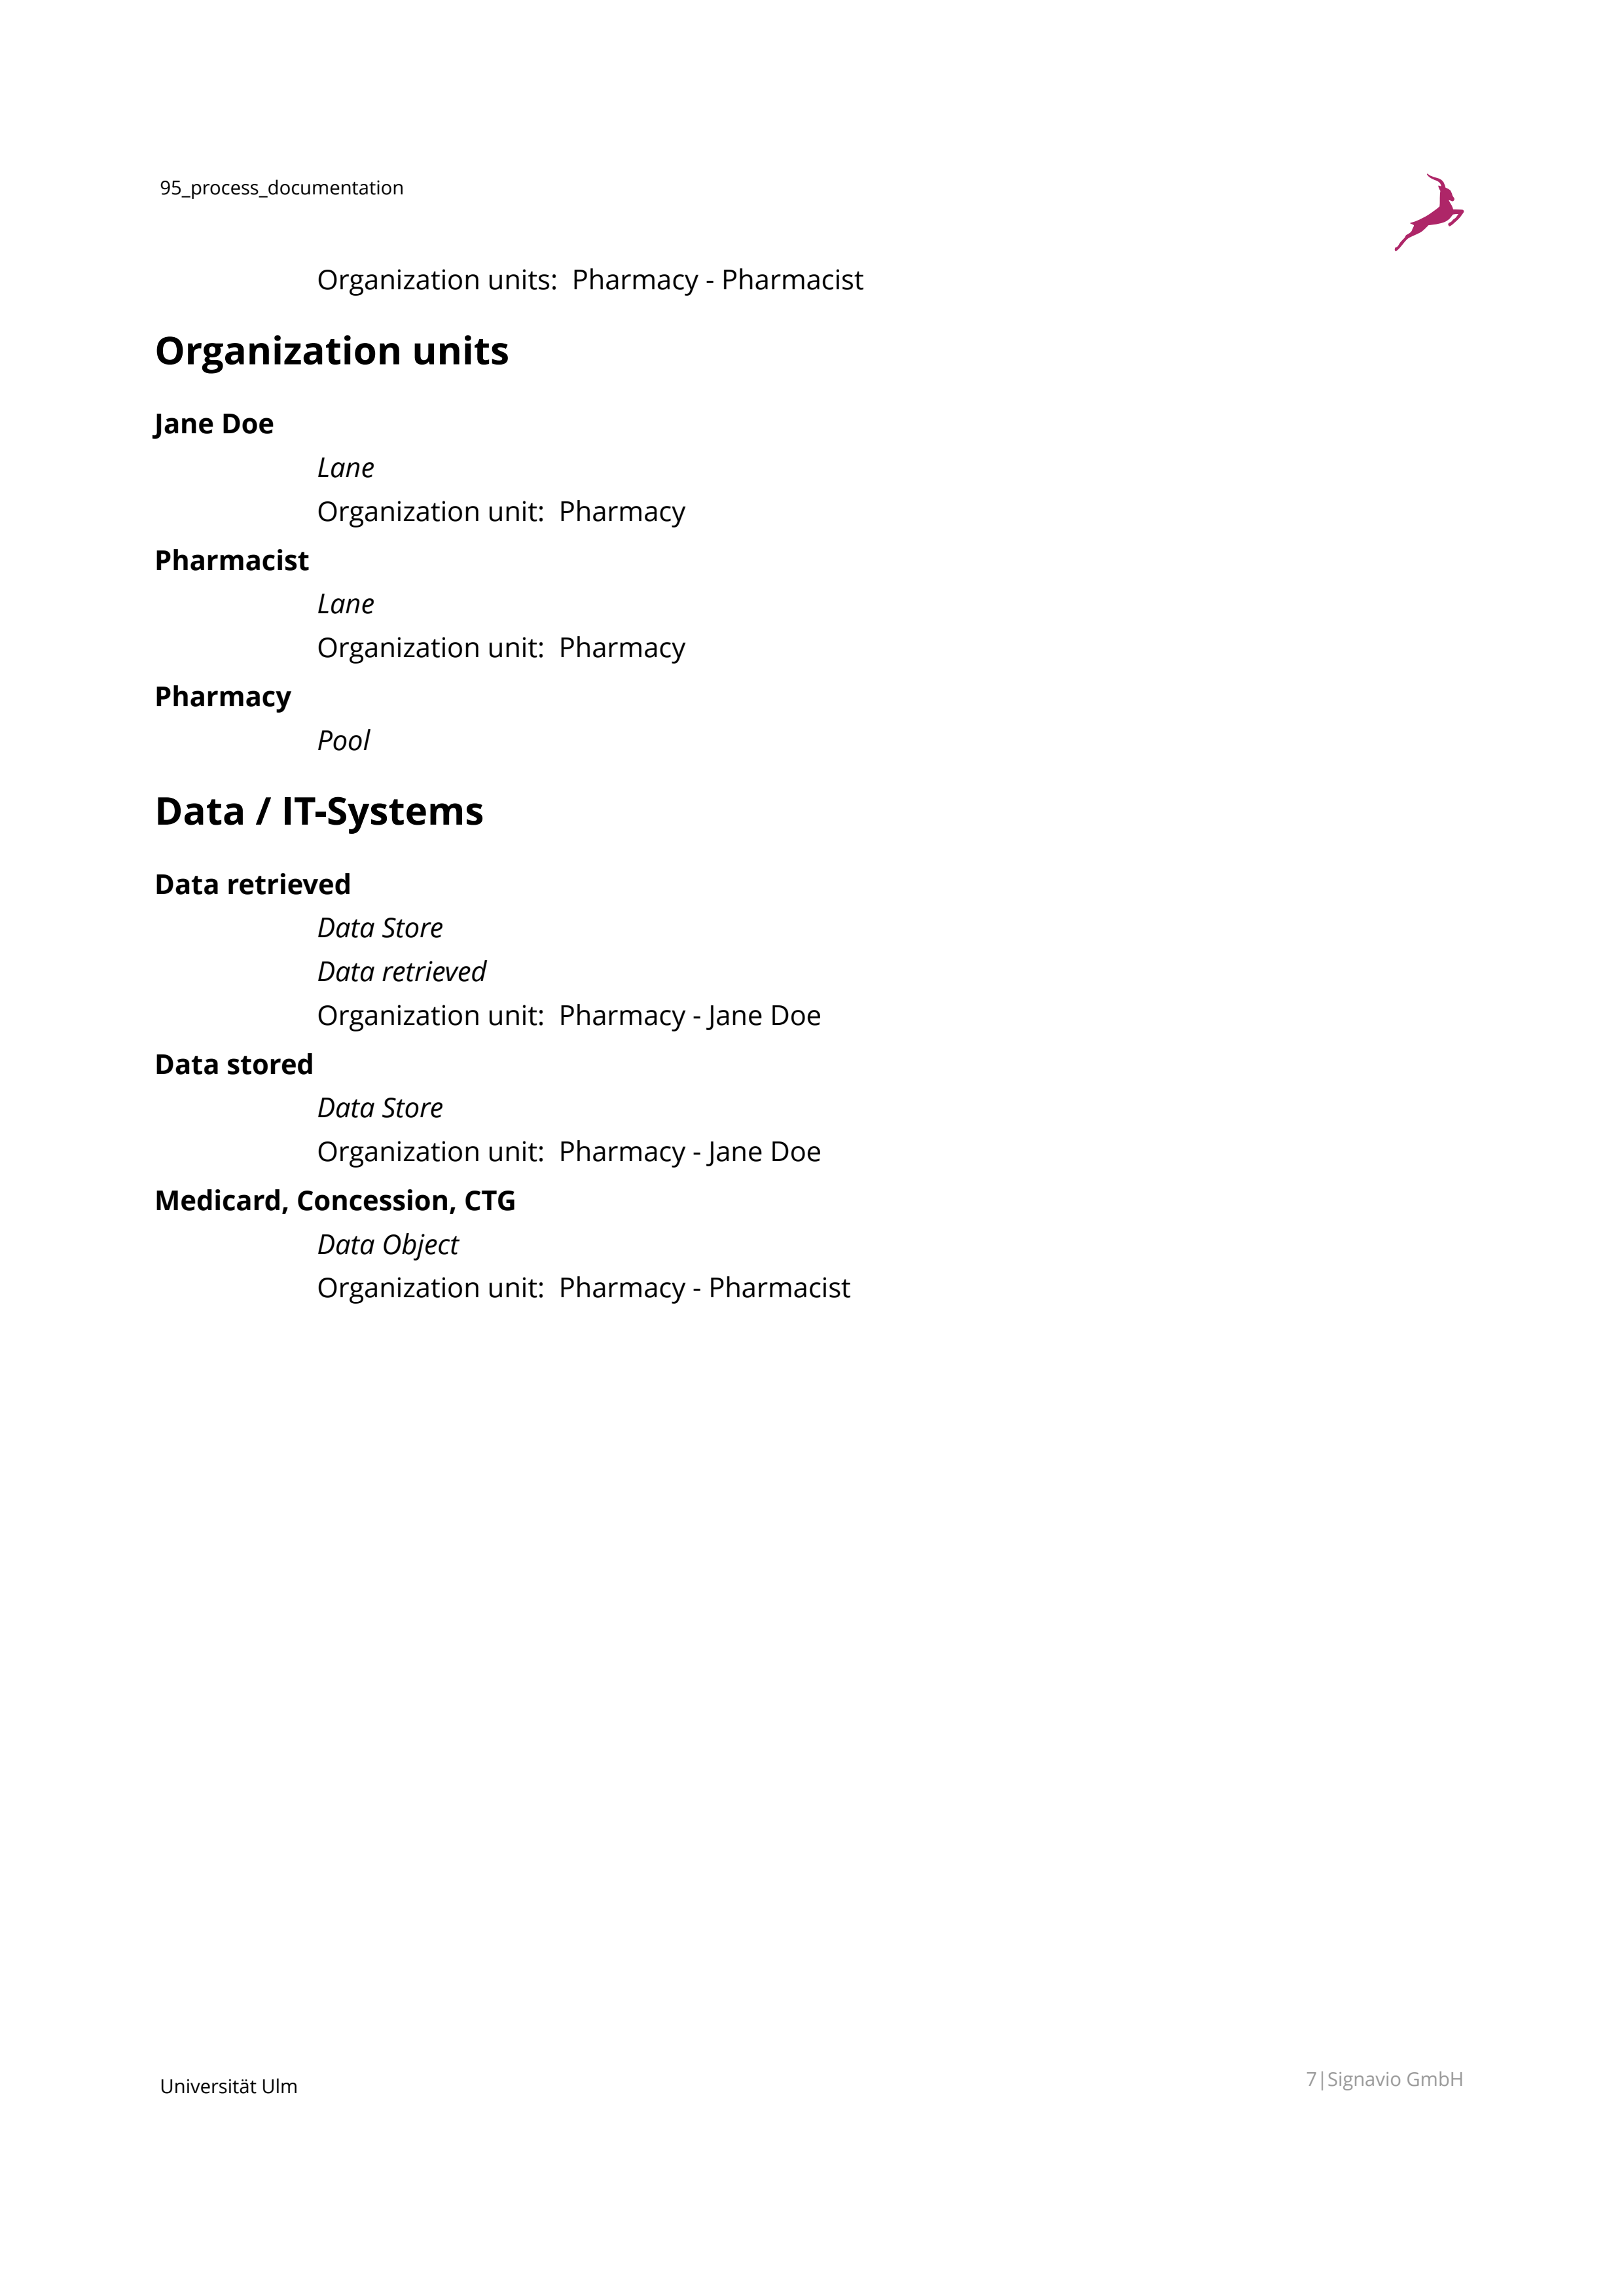 95_process_documentation
Organization units:  Pharmacy - Pharmacist
Organization units
Jane Doe
Lane
Organization unit:  Pharmacy
Pharmacist
Lane
Organization unit:  Pharmacy
Pharmacy
Pool
Data / IT-Systems
Data retrieved
Data Store
Data retrieved
Organization unit:  Pharmacy - Jane Doe
Data stored
Data Store
Organization unit:  Pharmacy - Jane Doe
Medicard, Concession, CTG
Data Object
Organization unit:  Pharmacy - Pharmacist
Universität Ulm
7|Signavio GmbH